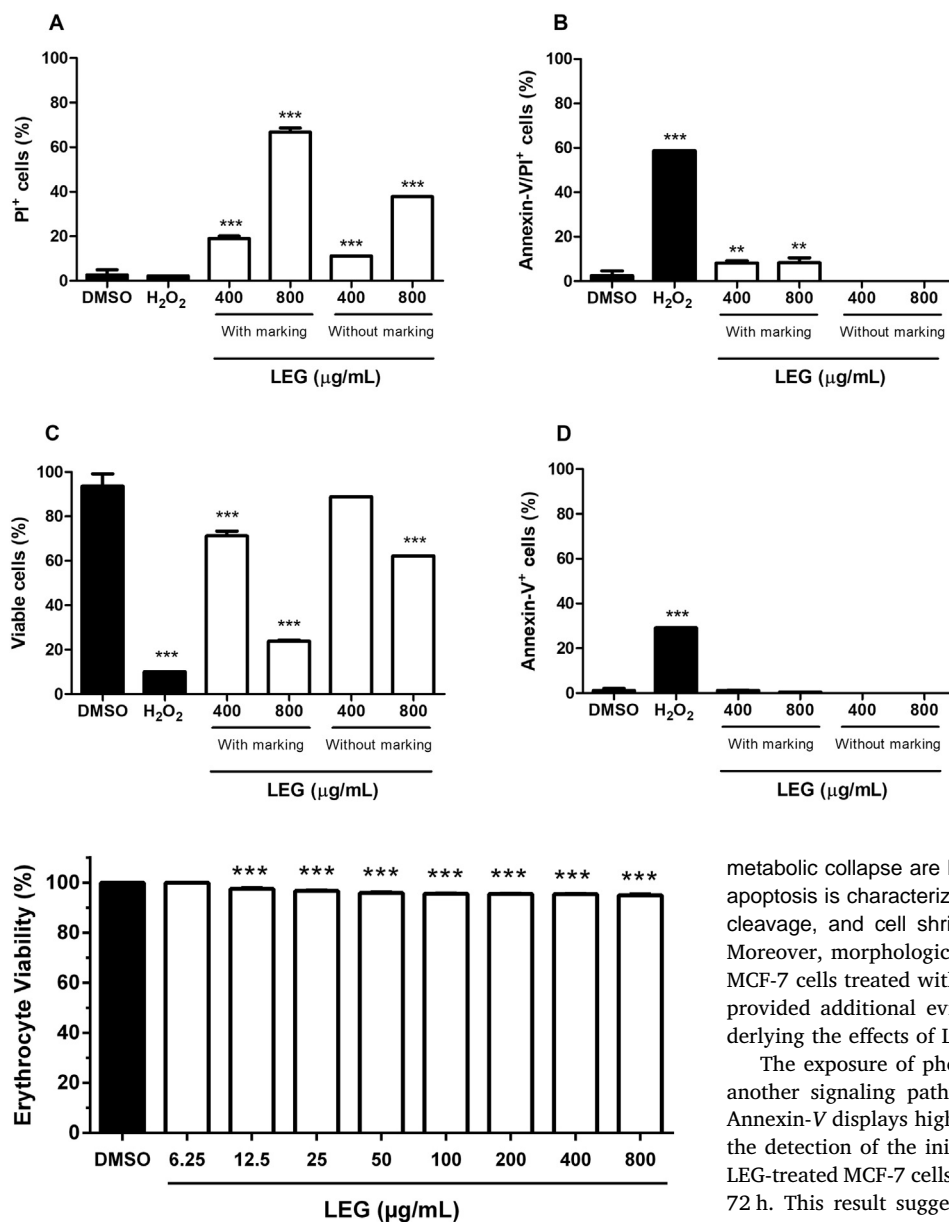 A
100
80
60
40
20
0
PI+ cells (%)
***
***
***
***
DMSO H2O2 400 800 400 800
With marking Without marking
LEG (μg/mL)
B
100
80
60
40
20
0
Annexin-V/PI+ cells (%)
***
**
**
DMSO H2O2 400 800 400 800
With marking Without marking
LEG (μg/mL)
C
100
80
60
40
20
0
Viable cells (%)
***
***
***
***
DMSO H2O2 400 800 400 800
With marking Without marking
LEG (μg/mL)
D
100
80
60
40
20
0
Annexin-V+ cells (%)
***
DMSO H2O2 400 800 400 800
With marking Without marking
LEG (μg/mL)
100
80
60
40
20
0
Erythrocyte Viability (%)
*** *** *** *** *** *** ***
DMSO 6.25 12.5 25 50 100 200 400 800
LEG (μg/mL)
metabolic collapse are
apoptosis is characteriz
cleavage, and cell shri
Moreover, morphologic
MCF-7 cells treated with
provided additional evi
derlying the effects of L
The exposure of pho
another signaling path
Annexin-V displays high
the detection of the ini
LEG-treated MCF-7 cells
72 h. This result sugge